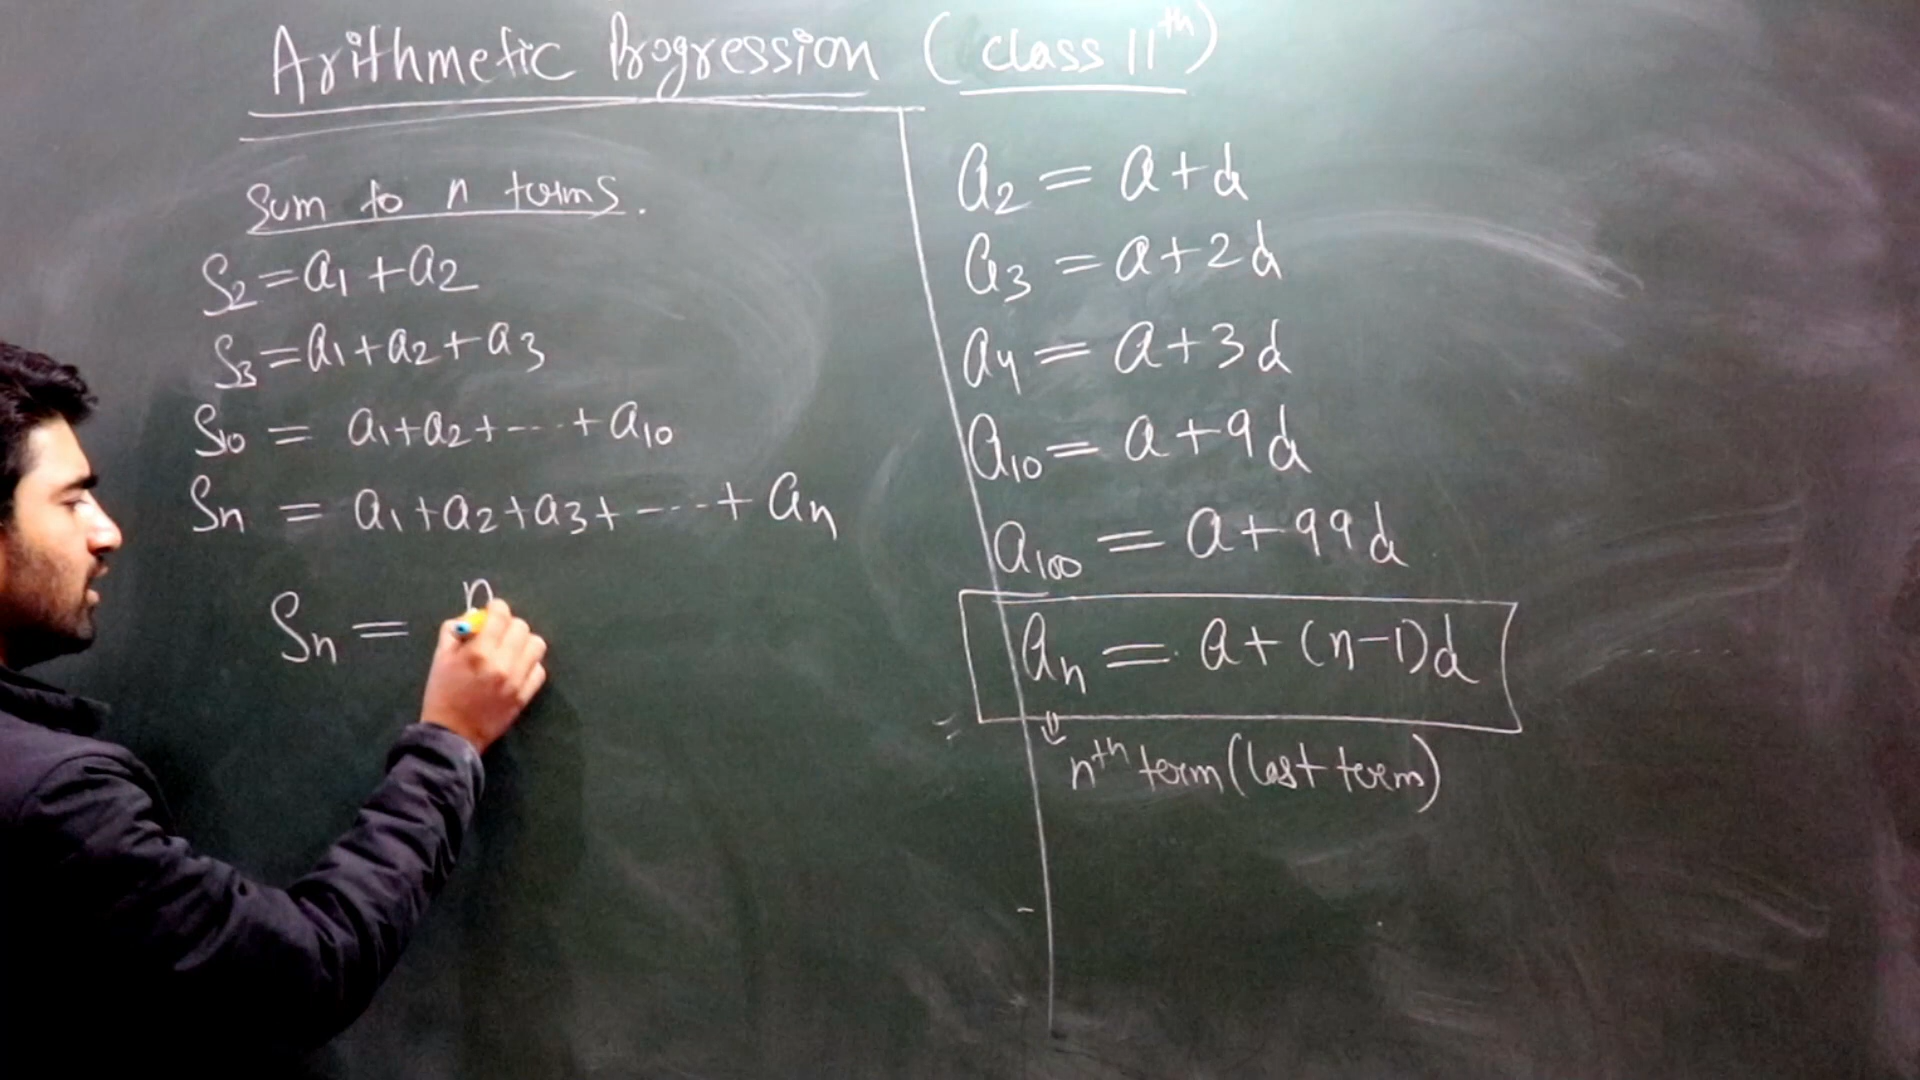 Arithmetic Progression (class 11th)
Sum to n terms.
S2 = a1 + a2
S3 = a1 + a2 + a3
S10 = a1 + a2 + ---- + a10
Sn = a1 + a2 + a3 + ---- + an
Sn = n
a2 = a + d
a3 = a + 2d
a4 = a + 3d
a10 = a + 9d
a100 = a + 99d
an = a + (n-1)d
⇓
nth term (last term)